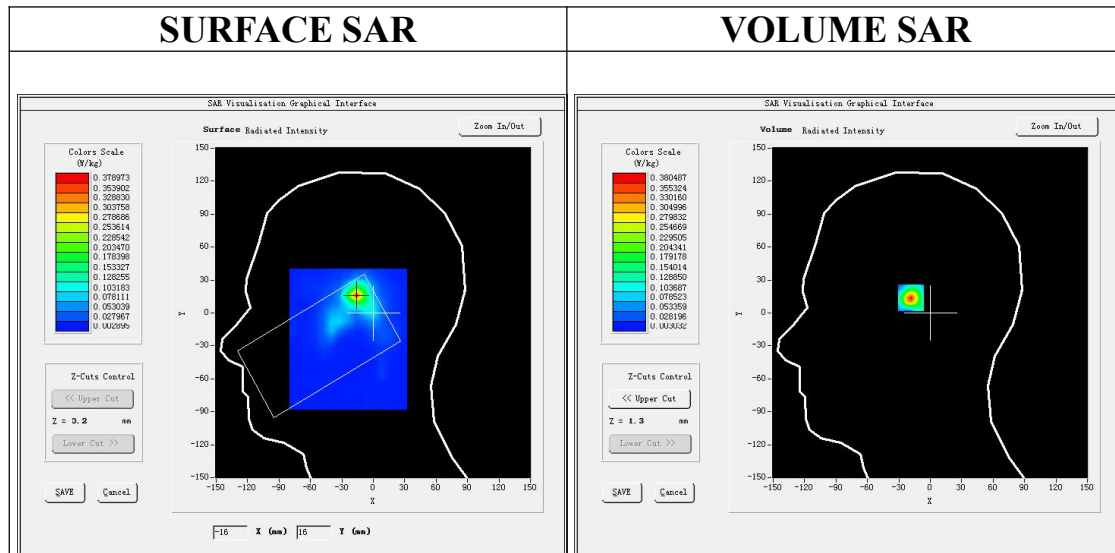 SURFACE SAR
VOLUME SAR
SAR Visualisation Graphical Interface
Surface Radiated Intensity
Zoom In/Out
Colors Scale
(W/kg)
0.378973
0.353902
0.328830
0.303758
0.278686
0.253614
0.228542
0.203470
0.178398
0.153327
0.128255
0.103183
0.078111
0.053039
0.027967
0.002895
150
120
90
60
30
0
-30
-60
-90
-120
-150
Y
-150 -120 -90 -60 -30 0 30 60 90 120 150
X
Z-Cuts Control
<< Upper Cut
Z = 0.2 mm
Lower Cut >>
SAVE Cancel
-16 X (mm) 16 Y (mm)
SAR Visualisation Graphical Interface
Volume Radiated Intensity
Zoom In/Out
Colors Scale
(W/kg)
0.380487
0.355324
0.330160
0.304996
0.279832
0.254669
0.229505
0.204341
0.179178
0.154014
0.128850
0.103687
0.078523
0.053359
0.028196
0.003032
150
120
90
60
30
0
-30
-60
-90
-120
-150
Y
-150 -120 -90 -60 -30 0 30 60 90 120 150
X
Z-Cuts Control
<< Upper Cut
Z = 1.3 mm
Lower Cut >>
SAVE Cancel